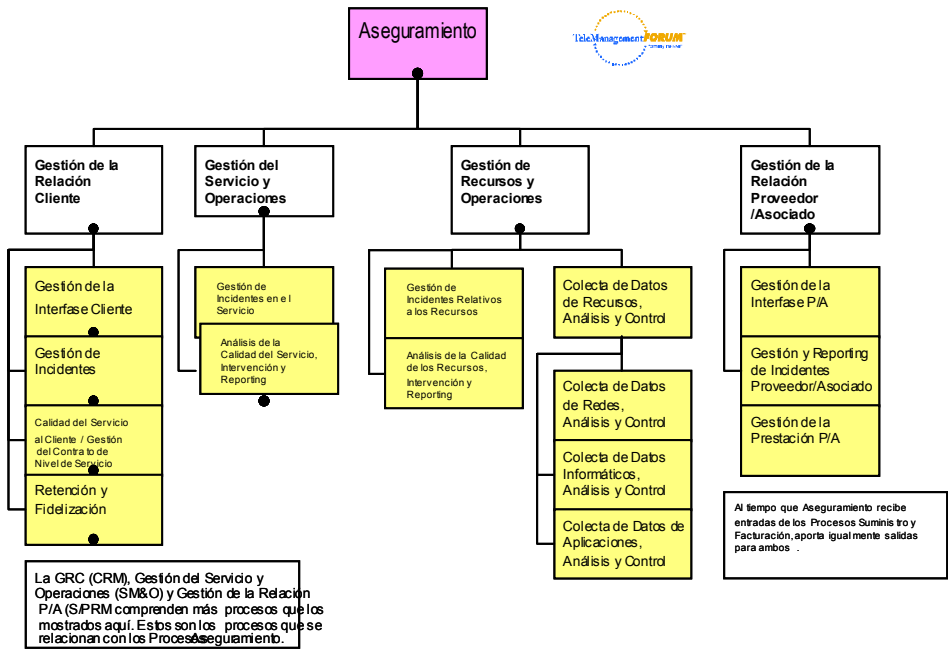 Aseguramiento
TeleManagement FORUM
Gestión de la
Relación
Cliente
Gestión del
Servicio y
Operaciones
Gestión de
Recursos y
Operaciones
Gestión de la
Relación
Proveedor
/Asociado
Gestión de la
Interfase Cliente
Gestión de
Incidentes
Calidad del Servicio
al Cliente / Gestión
del Contrato de
Nivel de Servicio
Retención y
Fidelización
Gestión de
Incidentes en el
Servicio
Análisis de la
Calidad del Servicio,
Intervención y
Reporting
Gestión de
Incidentes Relativos
a los Recursos
Análisis de la Calidad
de los Recursos,
Intervención y
Reporting
Colecta de Datos
de Recursos,
Análisis y Control
Colecta de Datos
de Redes,
Análisis y Control
Colecta de Datos
Informáticos,
Análisis y Control
Colecta de Datos de
Aplicaciones,
Análisis y Control
Gestión de la
Interfase P/A
Gestión y Reporting
de Incidentes
Proveedor/Asociado
Gestión de la
Prestación P/A
Al tiempo que Aseguramiento recibe
entradas de los Procesos Suministro y
Facturación, aporta igualmente salidas
para ambos .
La GRC (CRM), Gestión del Servicio y
Operaciones (SM&O) y Gestión de la Relación
P/A (S/PRM comprenden más procesos que los
mostrados aquí. Estos son los procesos que se
relacionan con los Procesos Aseguramiento.